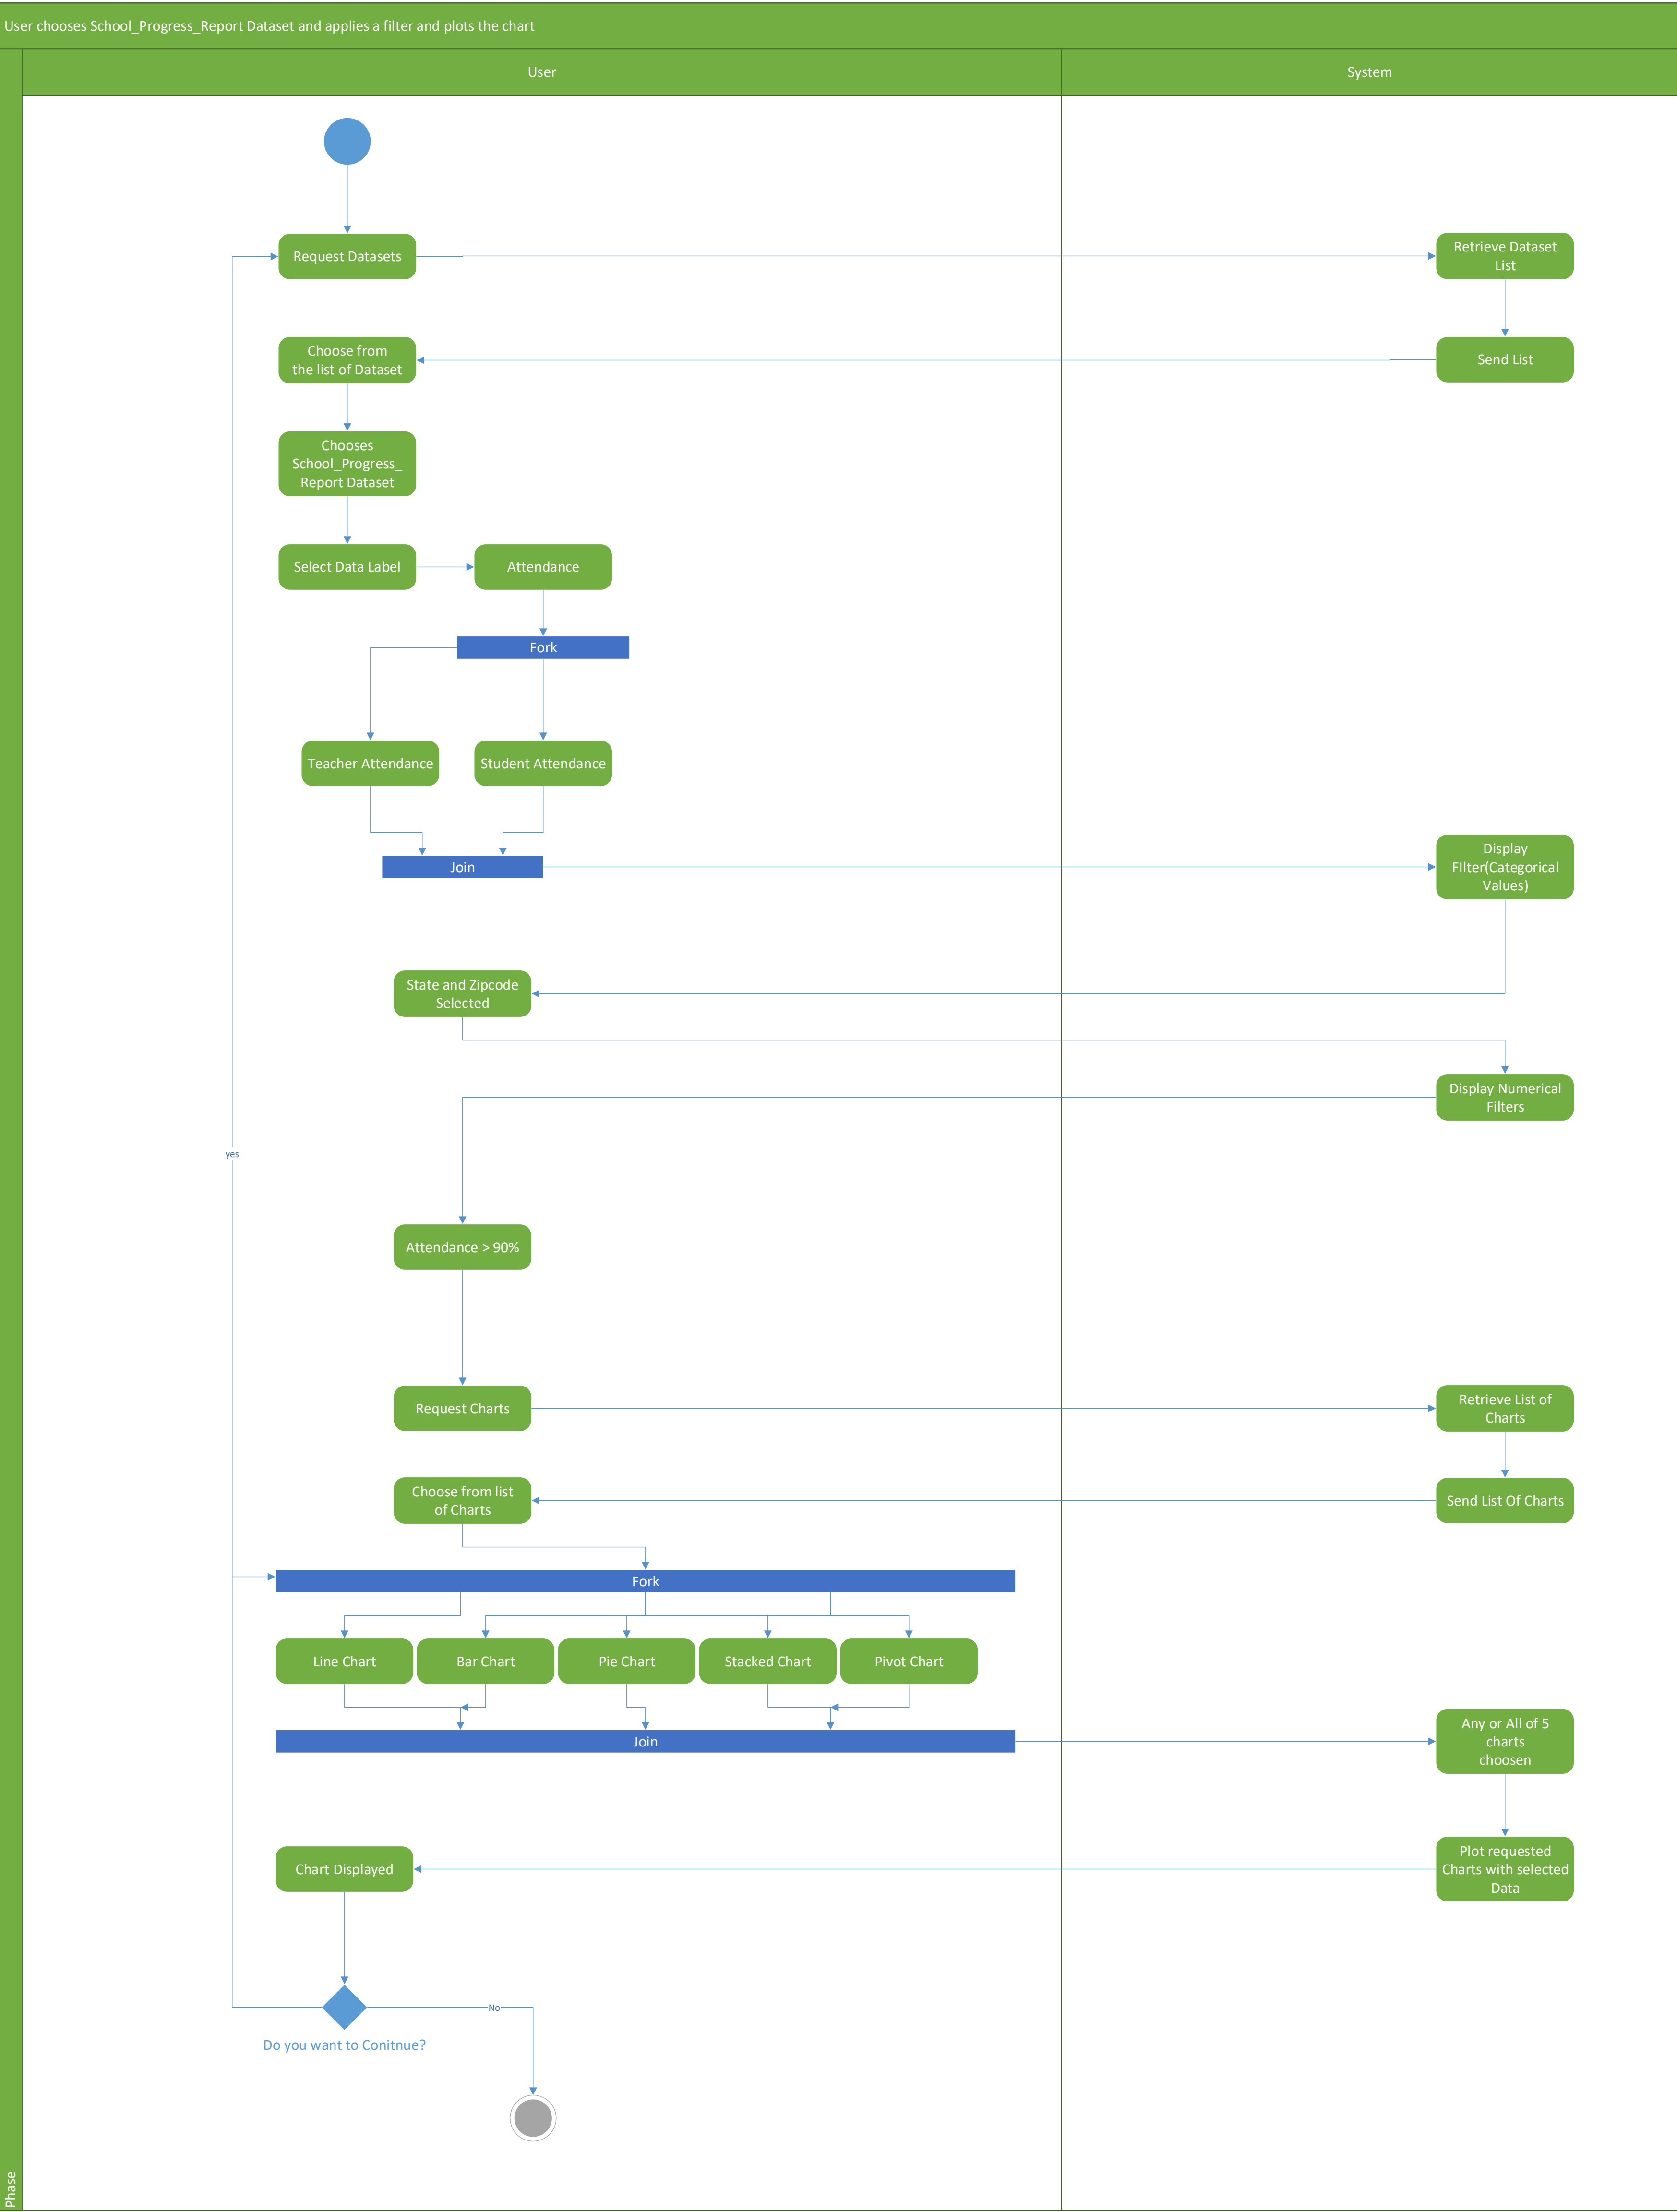 User chooses School_Progress_Report Dataset and applies a filter and plots the chart
User
System
Request Datasets
Retrieve Dataset
List
Choose from
the list of Dataset
Send List
Chooses
School_Progress_
Report Dataset
Select Data Label
Attendance
Fork
Teacher Attendance
Student Attendance
Join
Display
FIlter(Categorical
Values)
State and Zipcode
Selected
Display Numerical
Filters
yes
Attendance > 90%
Request Charts
Retrieve List of
Charts
Choose from list
of Charts
Send List Of Charts
Fork
Line Chart
Bar Chart
Pie Chart
Stacked Chart
Pivot Chart
Join
Any or All of 5
charts
choosen
Chart Displayed
Plot requested
Charts with selected
Data
No
Do you want to Conitnue?
Phase